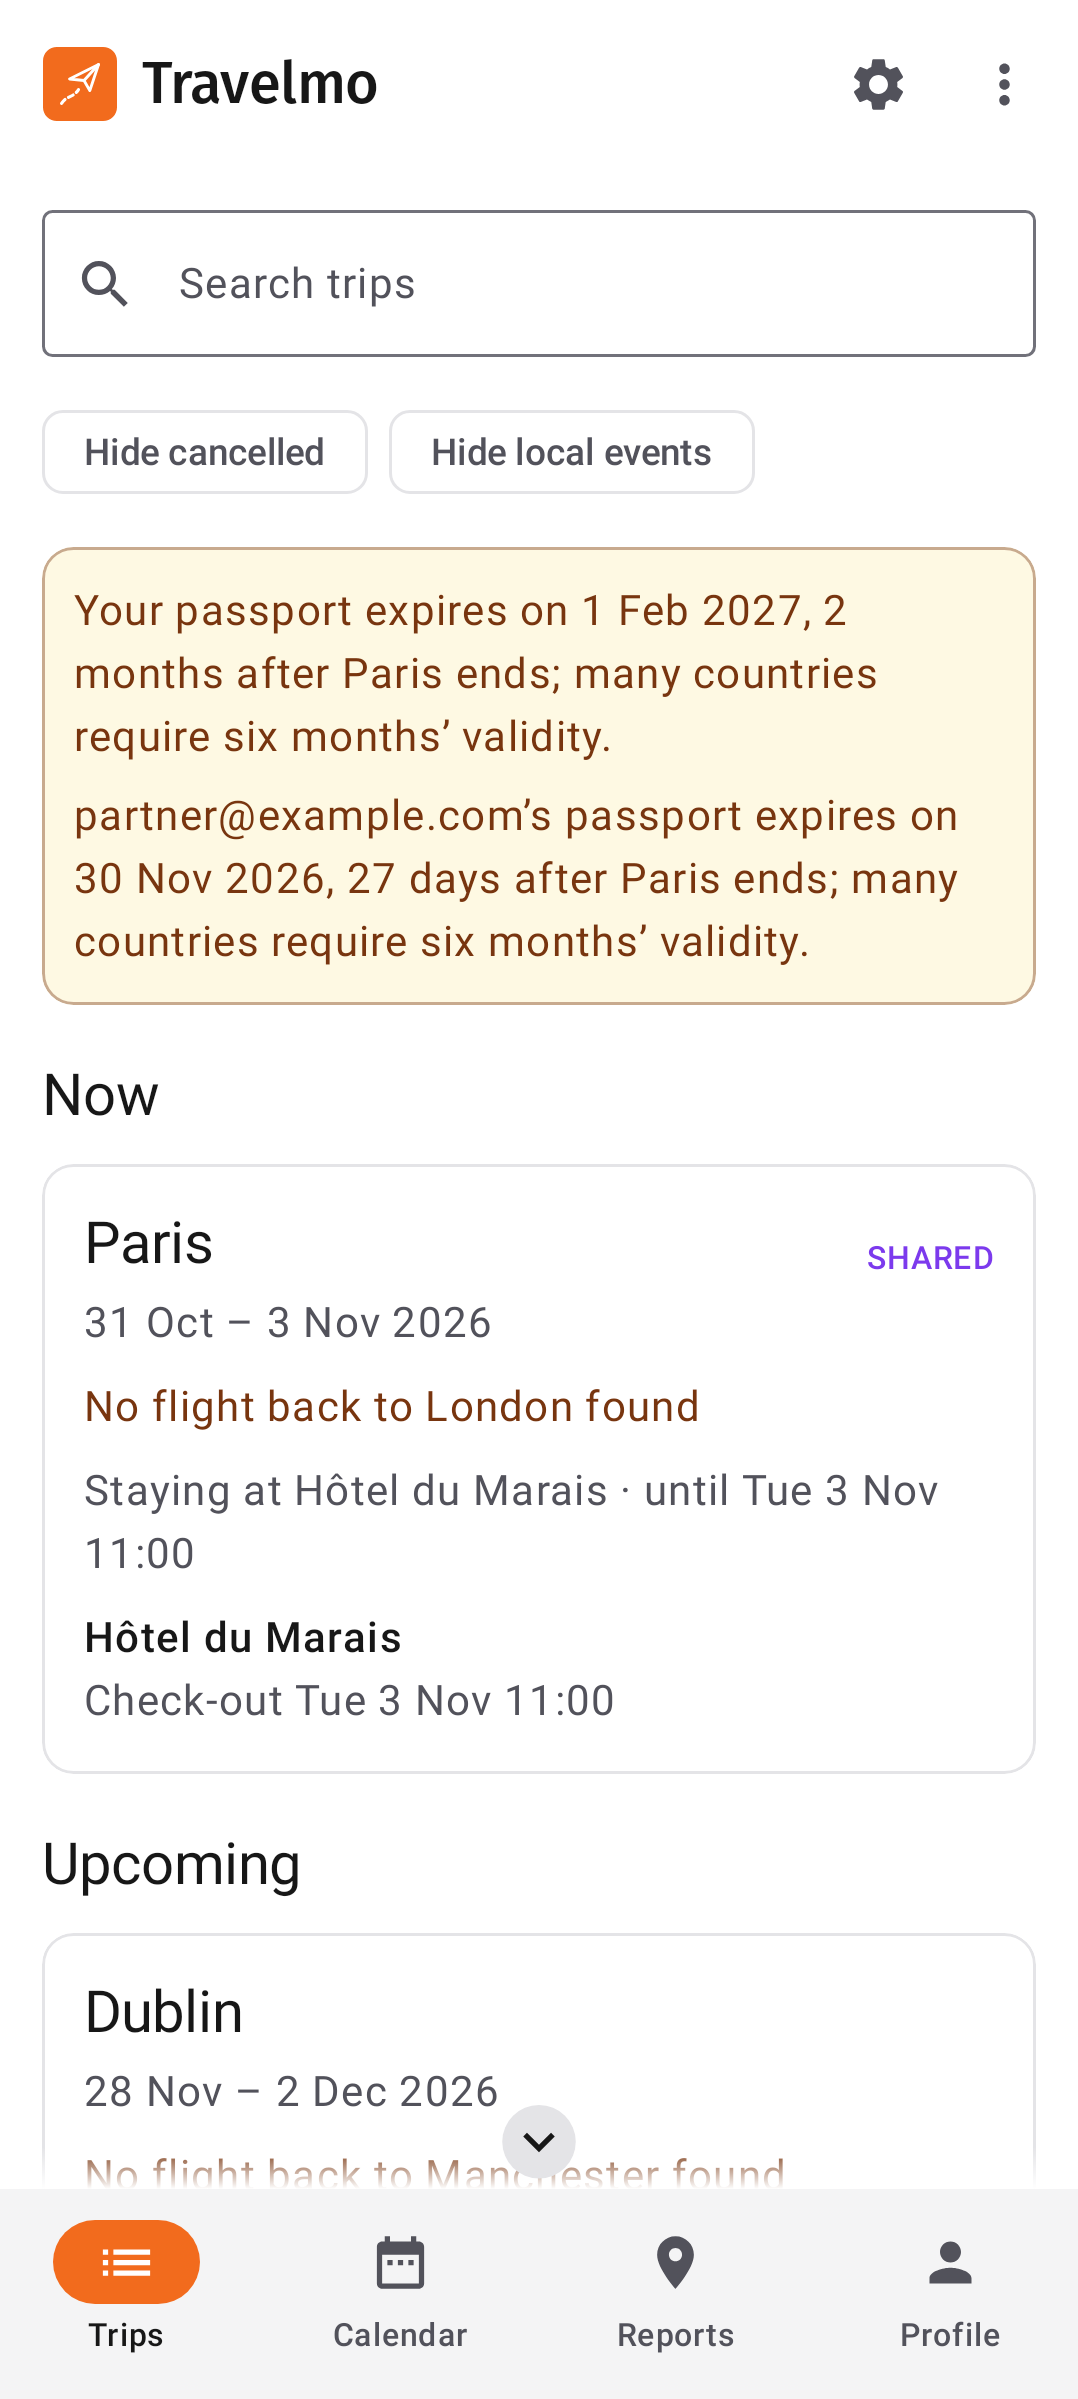 Travelmo
Search trips
Hide cancelled
Hide local events
Your passport expires on 1 Feb 2027, 2
months after Paris ends; many countries
require six months’ validity.
partner@example.com’s passport expires on
30 Nov 2026, 27 days after Paris ends; many
countries require six months’ validity.
Now
Paris
SHARED
31 Oct – 3 Nov 2026
No flight back to London found
Staying at Hôtel du Marais · until Tue 3 Nov
11:00
Hôtel du Marais
Check-out Tue 3 Nov 11:00
Upcoming
Dublin
28 Nov – 2 Dec 2026
No flight back to Manchester found
Trips
Calendar
Reports
Profile